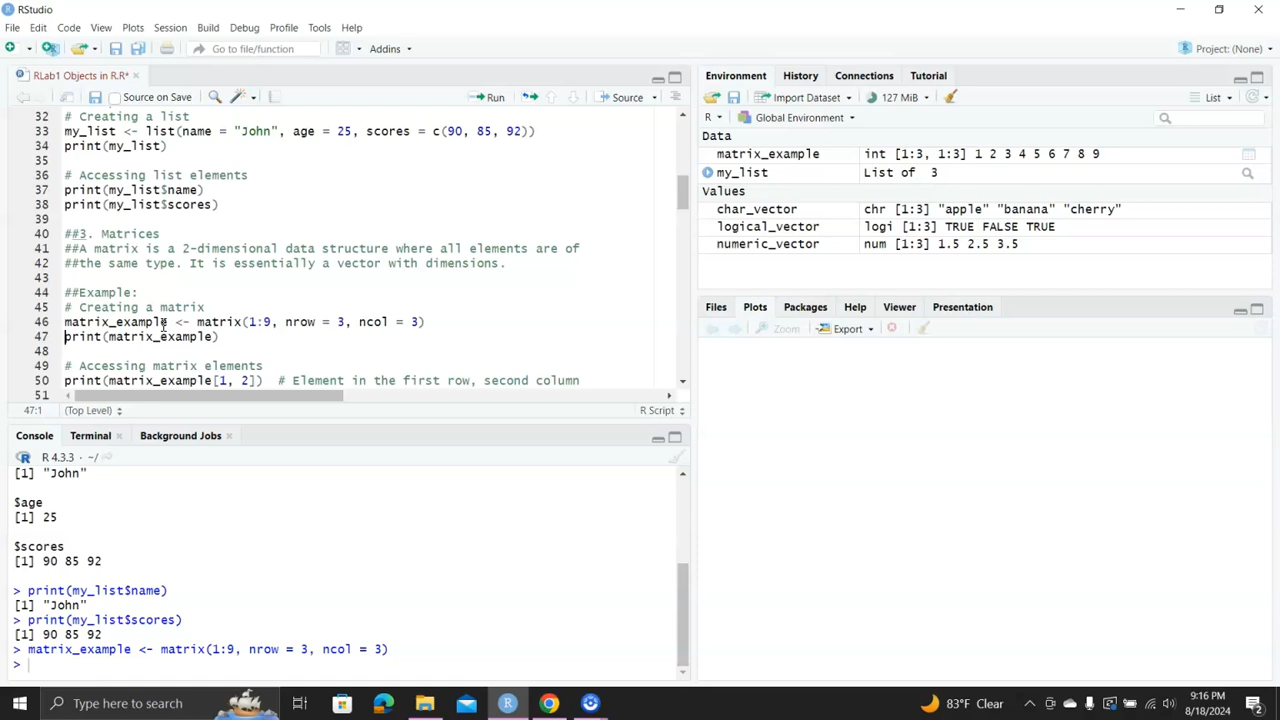 RStudio
File Edit Code View Plots Session Build Debug Profile Tools Help
Go to file/function Addins Project: (None)
RLab1 Objects in R.R*
Source on Save Run Source
32 # Creating a list
33 my_list <- list(name = "John", age = 25, scores = c(90, 85, 92))
34 print(my_list)
35
36 # Accessing list elements
37 print(my_list$name)
38 print(my_list$scores)
39
40 ##3. Matrices
41 ##A matrix is a 2-dimensional data structure where all elements are of
42 ##the same type. It is essentially a vector with dimensions.
43
44 ##Example:
45 # Creating a matrix
46 matrix_example <- matrix(1:9, nrow = 3, ncol = 3)
47 print(matrix_example)
48
49 # Accessing matrix elements
50 print(matrix_example[1, 2]) # Element in the first row, second column
51
47:1 (Top Level) R Script
Console Terminal Background Jobs
R 4.3.3 · ~/
[1] "John"
$age
[1] 25
$scores
[1] 90 85 92
> print(my_list$name)
[1] "John"
> print(my_list$scores)
[1] 90 85 92
> matrix_example <- matrix(1:9, nrow = 3, ncol = 3)
>
Environment History Connections Tutorial
Import Dataset 127 MiB List
R Global Environment
Data
matrix_example int [1:3, 1:3] 1 2 3 4 5 6 7 8 9
my_list List of 3
Values
char_vector chr [1:3] "apple" "banana" "cherry"
logical_vector logi [1:3] TRUE FALSE TRUE
numeric_vector num [1:3] 1.5 2.5 3.5
Files Plots Packages Help Viewer Presentation
Zoom Export
Type here to search
83°F Clear
9:16 PM
8/18/2024
2